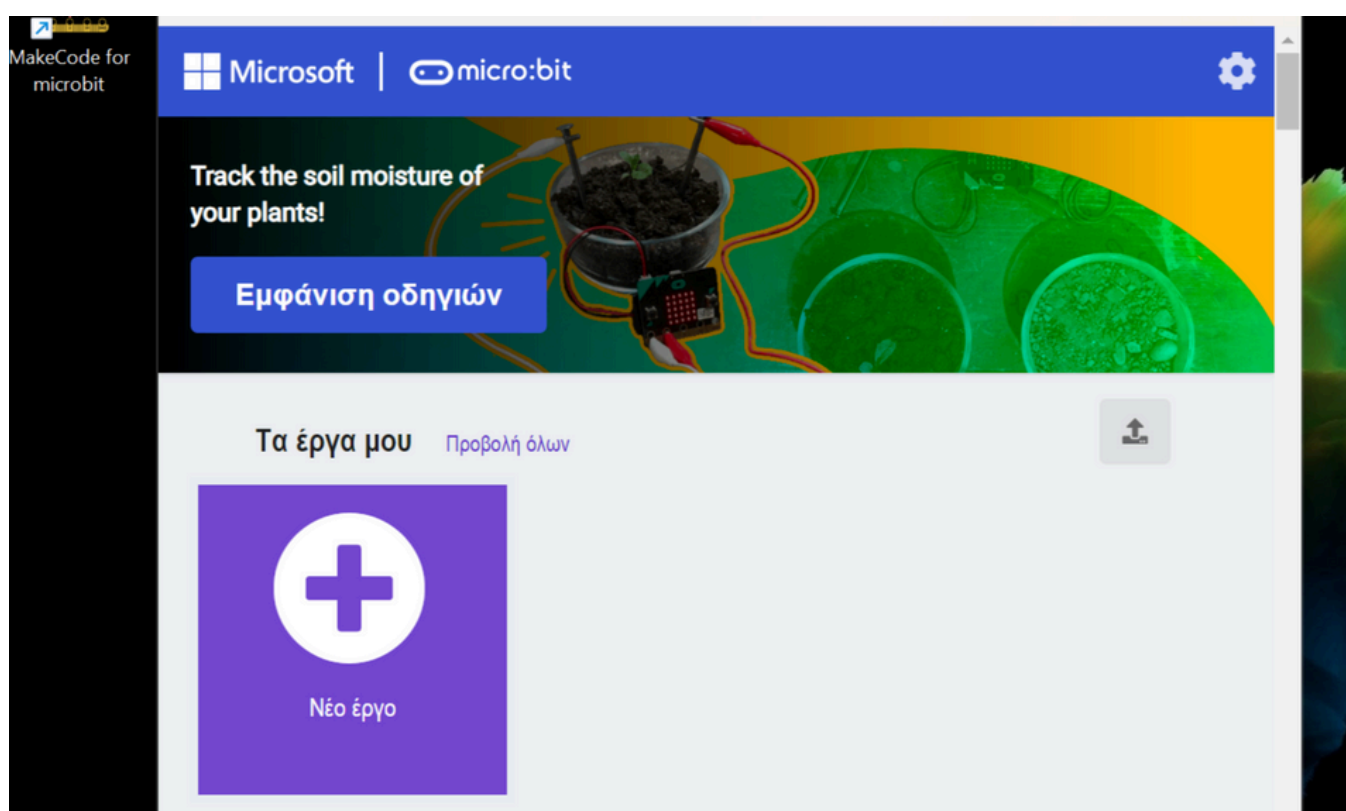 MakeCode for
microbit
Microsoft | micro:bit
Track the soil moisture of
your plants!
Εμφάνιση οδηγιών
Τα έργα μου Προβολή όλων
Νέο έργο